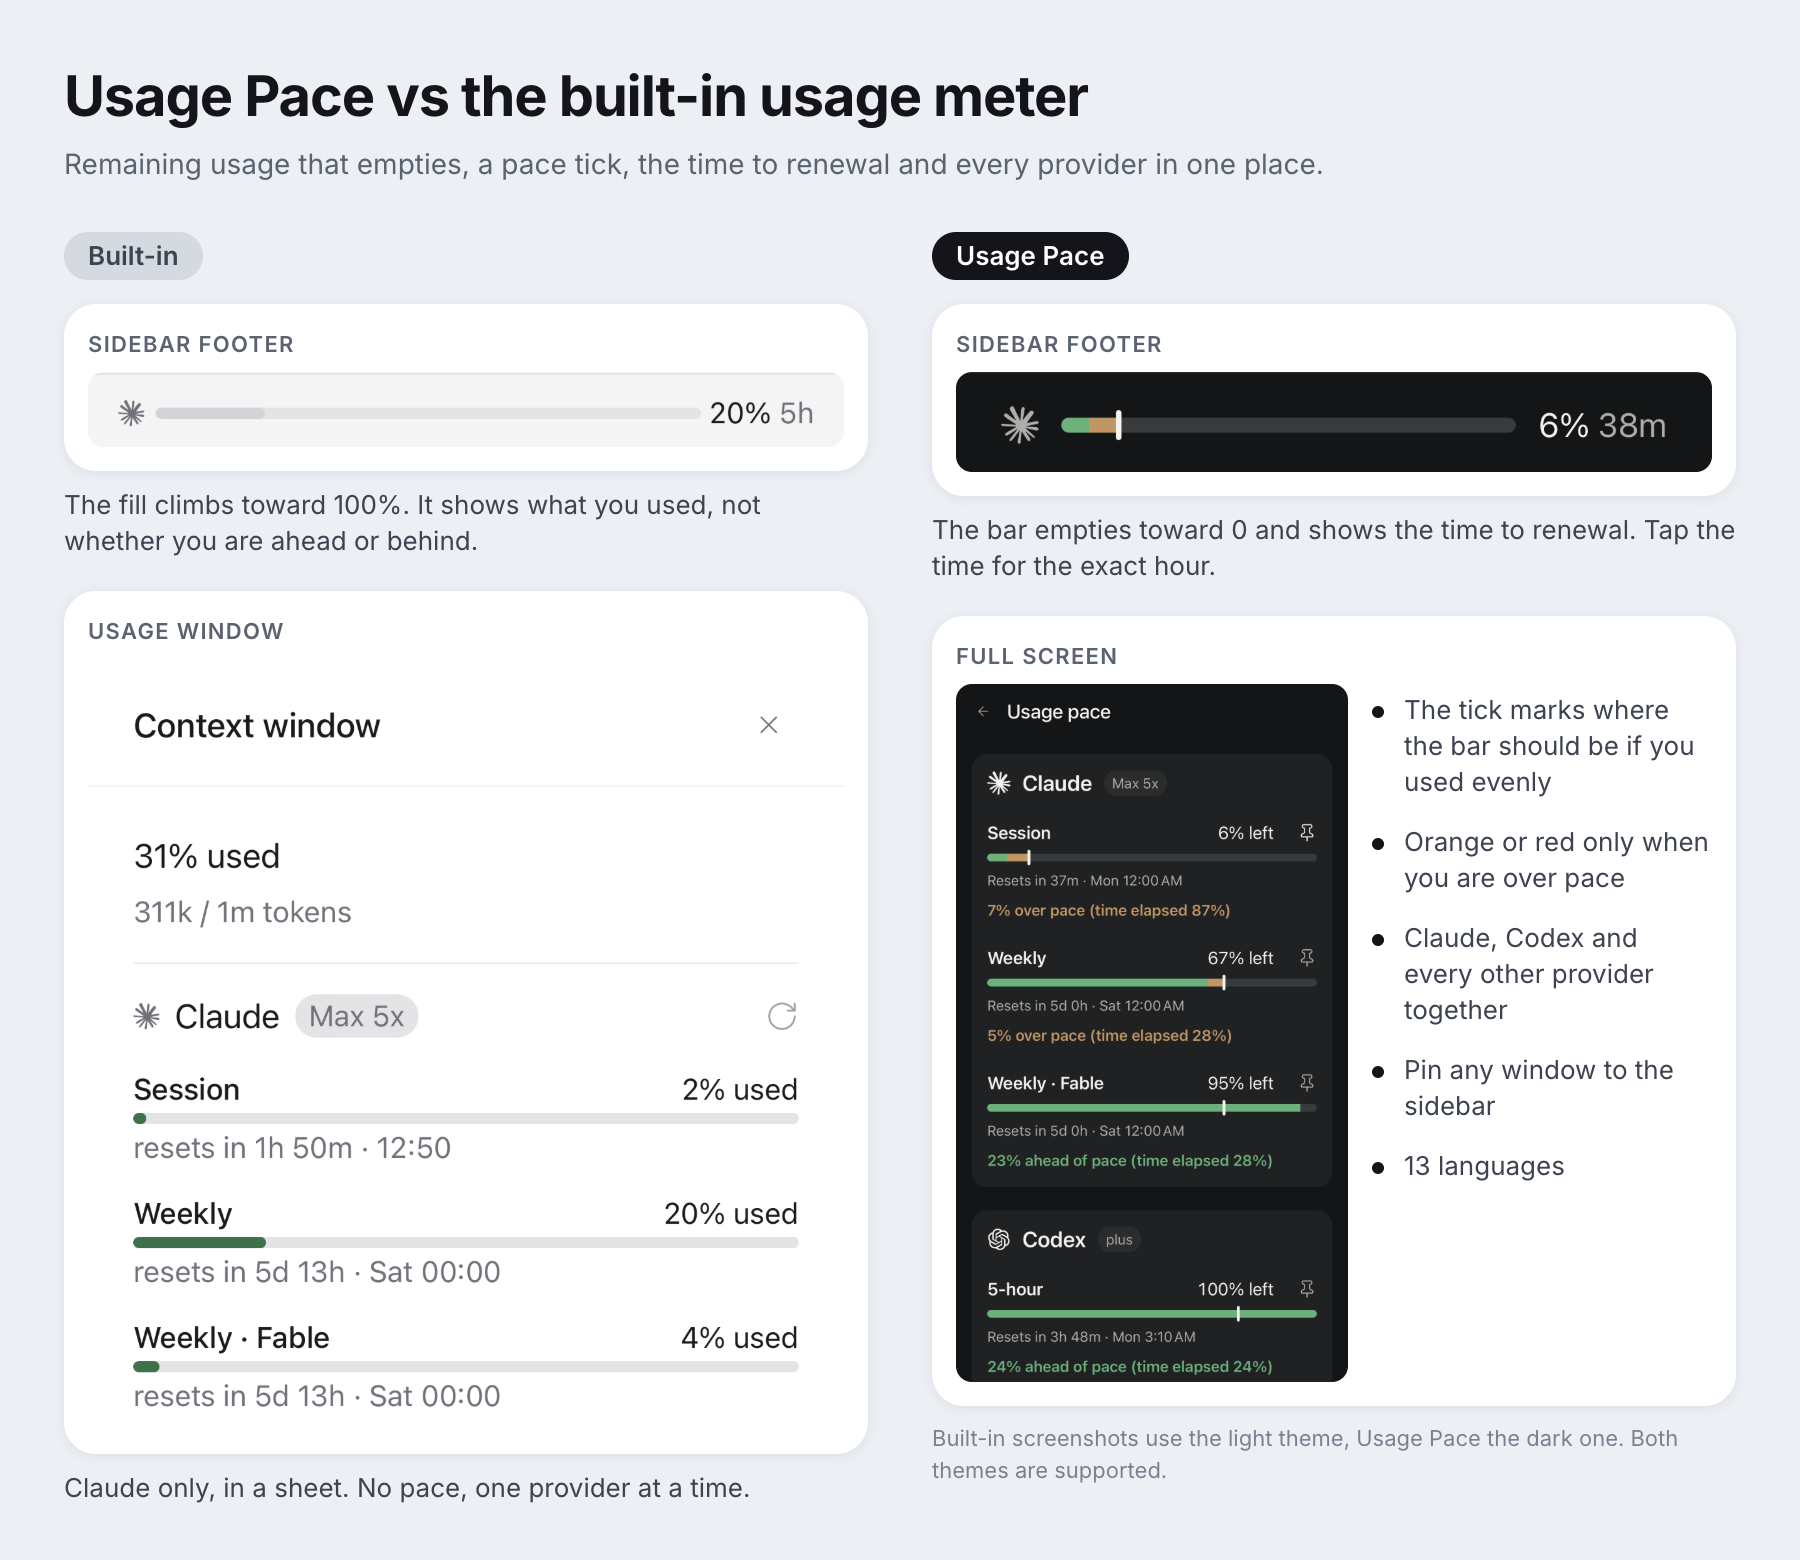 Usage Pace vs the built-in usage meter
Remaining usage that empties, a pace tick, the time to renewal and every provider in one place.
Built-in
SIDEBAR FOOTER
20% 5h
The fill climbs toward 100%. It shows what you used, not
whether you are ahead or behind.
USAGE WINDOW
Context window
31% used
311k / 1m tokens
Claude Max 5x
Session 2% used
resets in 1h 50m · 12:50
Weekly 20% used
resets in 5d 13h · Sat 00:00
Weekly · Fable 4% used
resets in 5d 13h · Sat 00:00
Claude only, in a sheet. No pace, one provider at a time.
Usage Pace
SIDEBAR FOOTER
6% 38m
The bar empties toward 0 and shows the time to renewal. Tap the
time for the exact hour.
FULL SCREEN
← Usage pace
Claude Max 5x
Session 6% left
Resets in 37m · Mon 12:00 AM
7% over pace (time elapsed 87%)
Weekly 67% left
Resets in 5d 0h · Sat 12:00 AM
5% over pace (time elapsed 28%)
Weekly · Fable 95% left
Resets in 5d 0h · Sat 12:00 AM
23% ahead of pace (time elapsed 28%)
Codex plus
5-hour 100% left
Resets in 3h 48m · Mon 3:10 AM
24% ahead of pace (time elapsed 24%)
• The tick marks where
the bar should be if you
used evenly
• Orange or red only when
you are over pace
• Claude, Codex and
every other provider
together
• Pin any window to the
sidebar
• 13 languages
Built-in screenshots use the light theme, Usage Pace the dark one. Both
themes are supported.